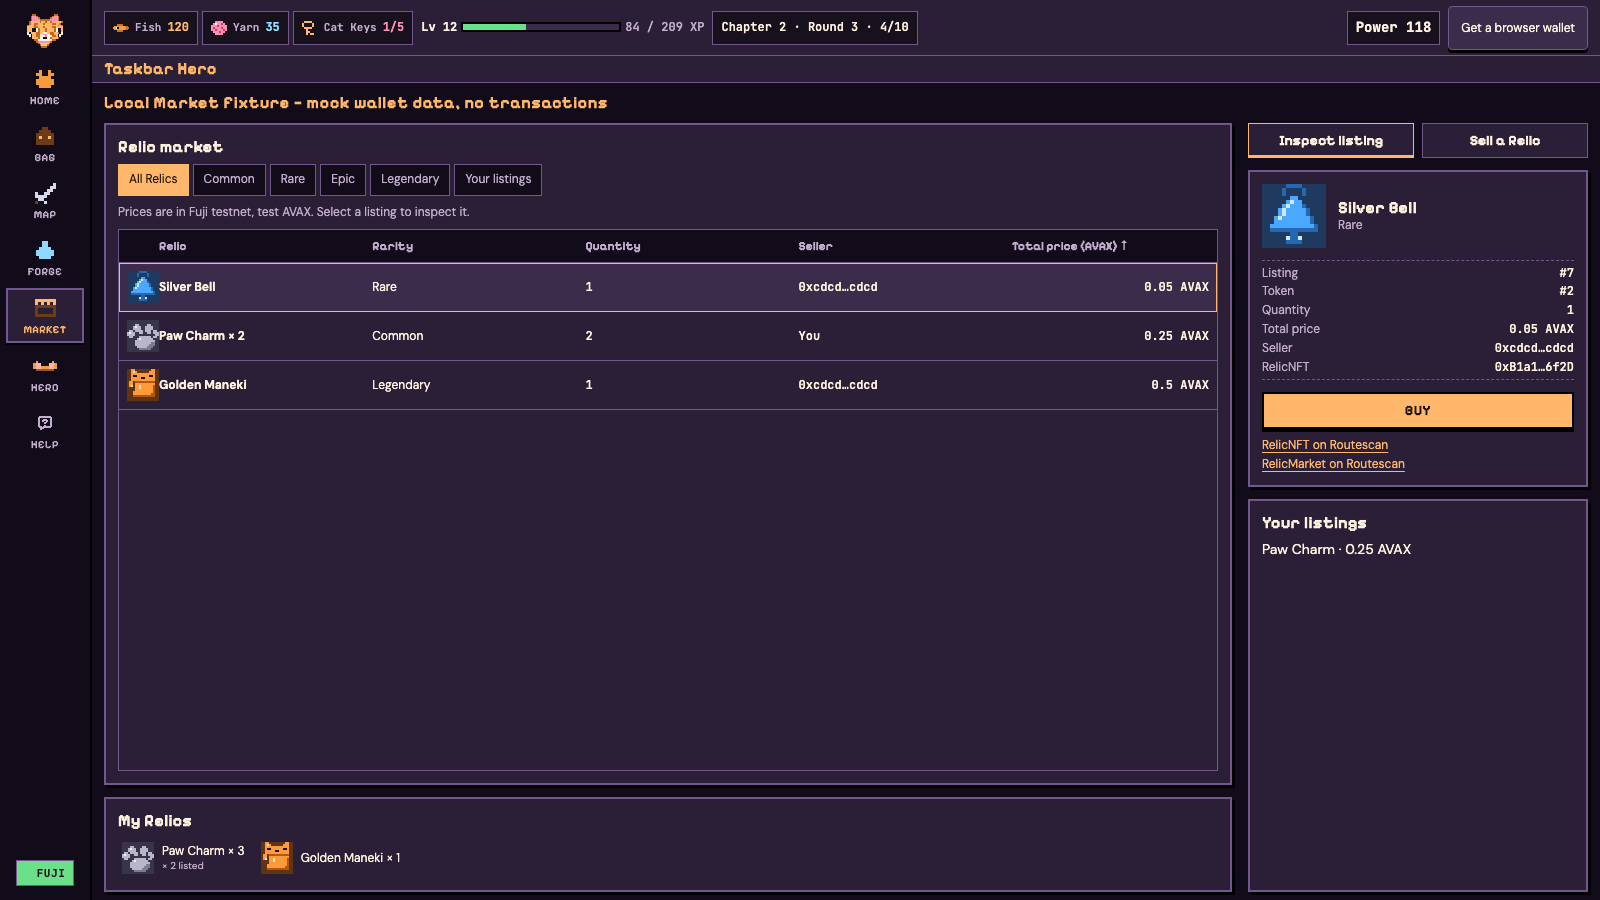 Fish 120
Yarn 35
Cat Keys 1/5
Lv 12
84 / 209 XP
Chapter 2 · Round 3 · 4/10
Power 118
Get a browser wallet
HOME
BAG
MAP
FORGE
MARKET
HERO
HELP
FUJI
Taskbar Hero
Local Market Fixture - mock wallet data, no transactions
Relic market
All Relics
Common
Rare
Epic
Legendary
Your listings
Prices are in Fuji testnet, test AVAX. Select a listing to inspect it.
Relic Rarity Quantity Seller Total price (AVAX) ↑
Silver Bell Rare 1 0xcdcd…cdcd 0.05 AVAX
Paw Charm × 2 Common 2 You 0.25 AVAX
Golden Maneki Legendary 1 0xcdcd…cdcd 0.5 AVAX
My Relics
Paw Charm × 3
× 2 listed
Golden Maneki × 1
Inspect listing
Sell a Relic
Silver Bell
Rare
Listing #7
Token #2
Quantity 1
Total price 0.05 AVAX
Seller 0xcdcd…cdcd
RelicNFT 0xB1a1…6f2D
BUY
RelicNFT on Routescan
RelicMarket on Routescan
Your listings
Paw Charm · 0.25 AVAX